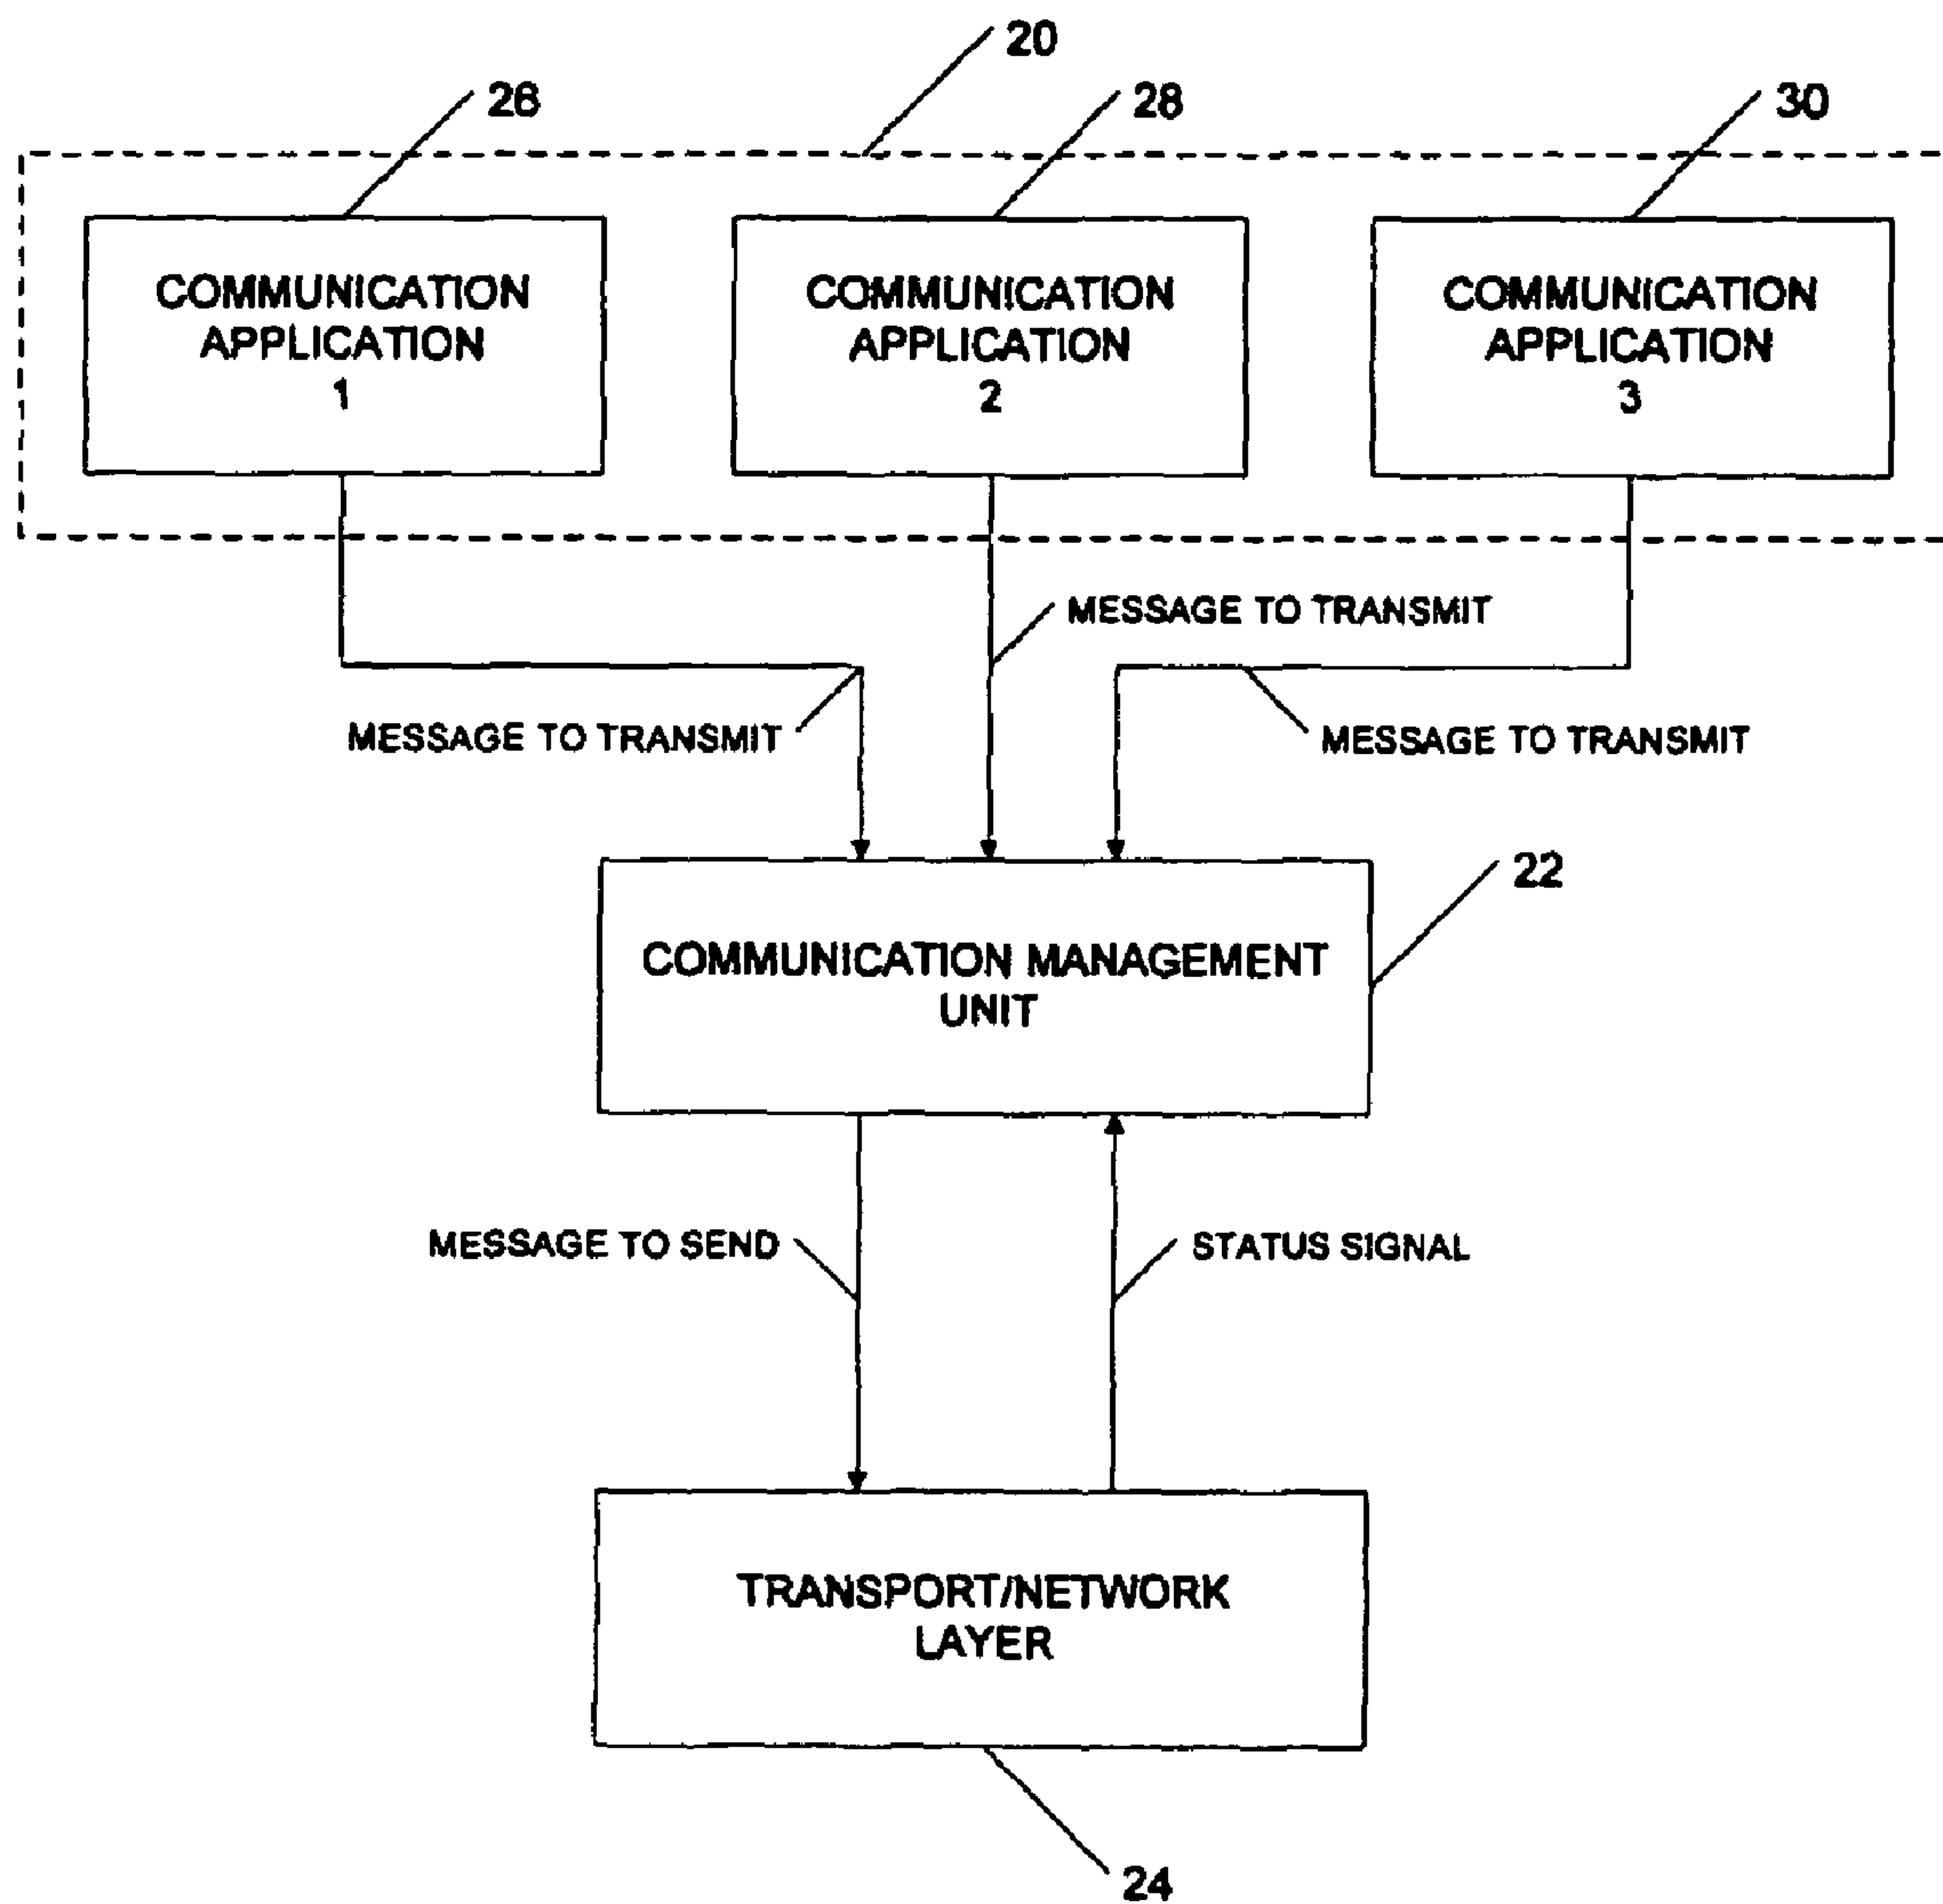 20
26
28
30
COMMUNICATION
APPLICATION
1
COMMUNICATION
APPLICATION
2
COMMUNICATION
APPLICATION
3
MESSAGE TO TRANSMIT
MESSAGE TO TRANSMIT
MESSAGE TO TRANSMIT
22
COMMUNICATION MANAGEMENT
UNIT
MESSAGE TO SEND
STATUS SIGNAL
TRANSPORT/NETWORK
LAYER
24